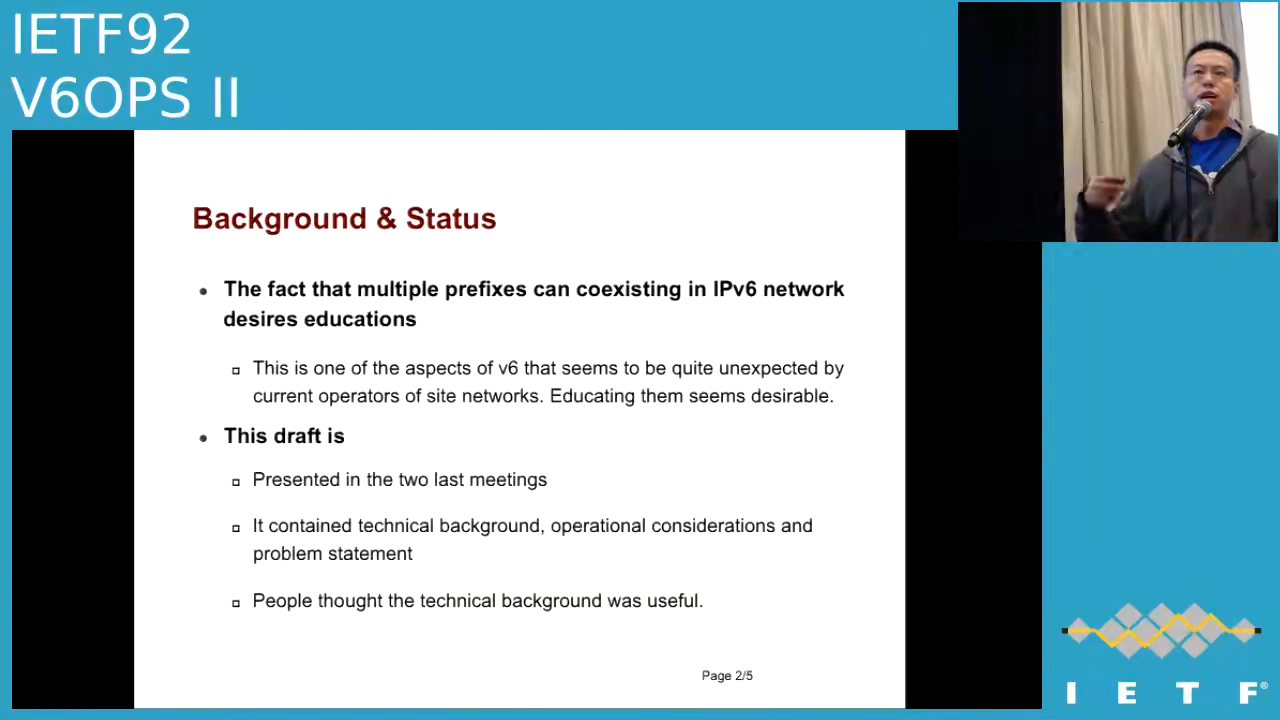 IETF92
V6OPS II
Background & Status
The fact that multiple prefixes can coexisting in IPv6 network
desires educations
This is one of the aspects of v6 that seems to be quite unexpected by
current operators of site networks. Educating them seems desirable.
This draft is
Presented in the two last meetings
It contained technical background, operational considerations and
problem statement
People thought the technical background was useful.
Page 2/5
I E T F®